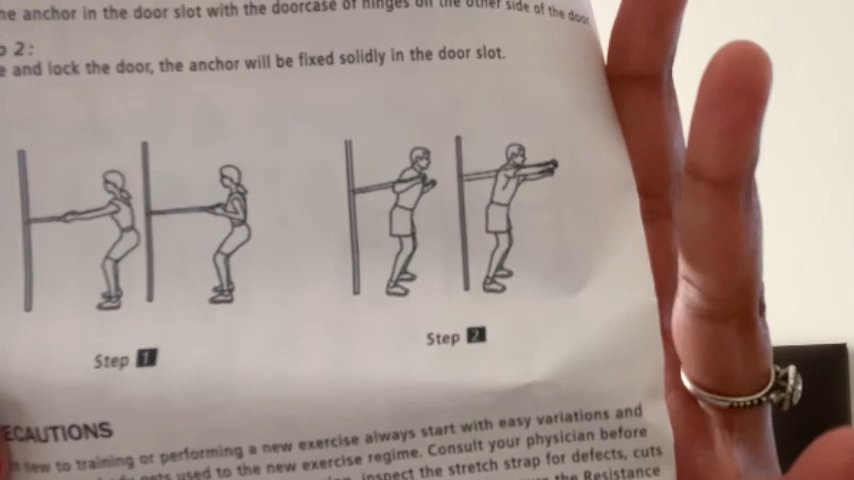 he anchor in the door slot with the doorcase of hinges on the other side of the door
2:
e and lock the door, the anchor will be fixed solidly in the door slot.
Step 1
Step 2
ECAUTIONS
new to training or performing a new exercise always start with easy variations and
gets used to the new exercise regime. Consult your physician before
inspect the stretch strap for defects, cuts
the Resistance